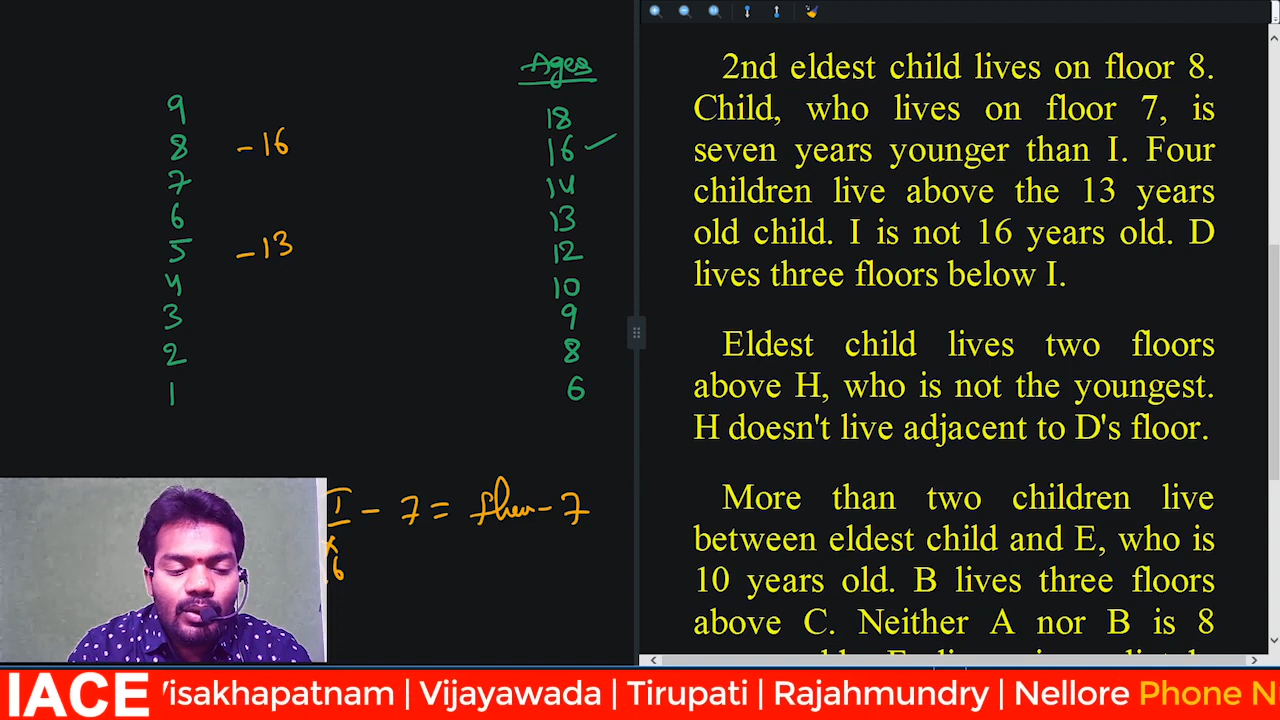 Ages
9 18
8 -16 16 ✓
7 14
6 13
5 -13 12
4 10
3 9
2 8
1 6
I - 7 =
- 7
2nd eldest child lives on floor 8.
Child, who lives on floor 7, is
seven years younger than I. Four
children live above the 13 years
old child. I is not 16 years old. D
lives three floors below I.
Eldest child lives two floors
above H, who is not the youngest.
H doesn't live adjacent to D's floor.
More than two children live
between eldest child and E, who is
10 years old. B lives three floors
above C. Neither A nor B is 8
IACE Visakhapatnam | Vijayawada | Tirupati | Rajahmundry | Nellore Phone N